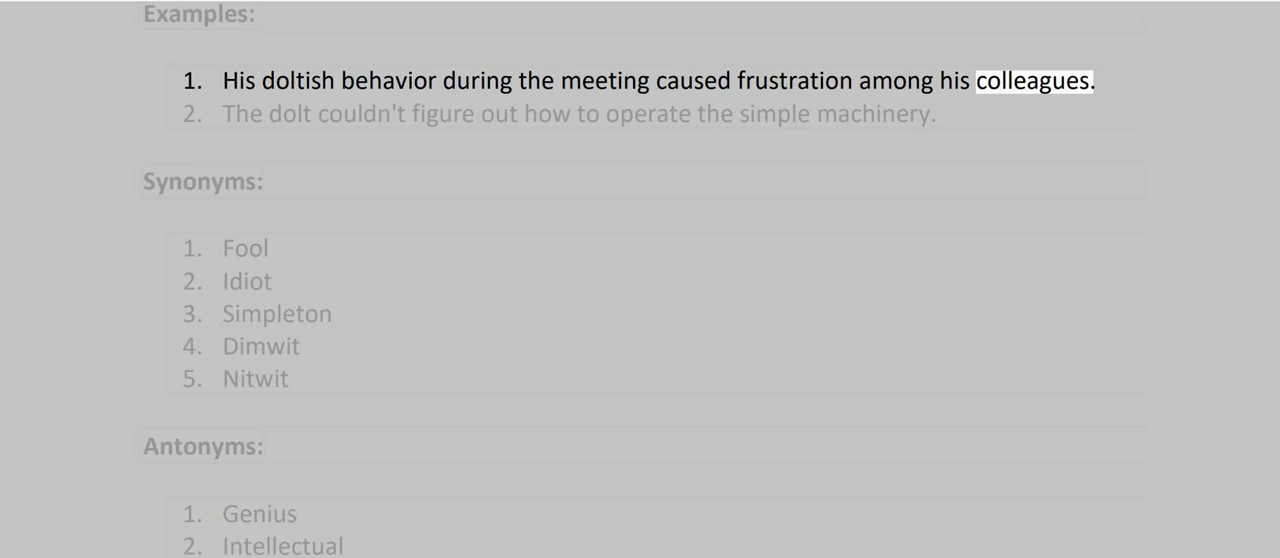 Examples:
1. His doltish behavior during the meeting caused frustration among his colleagues.
2. The dolt couldn't figure out how to operate the simple machinery.
Synonyms:
1. Fool
2. Idiot
3. Simpleton
4. Dimwit
5. Nitwit
Antonyms:
1. Genius
2. Intellectual